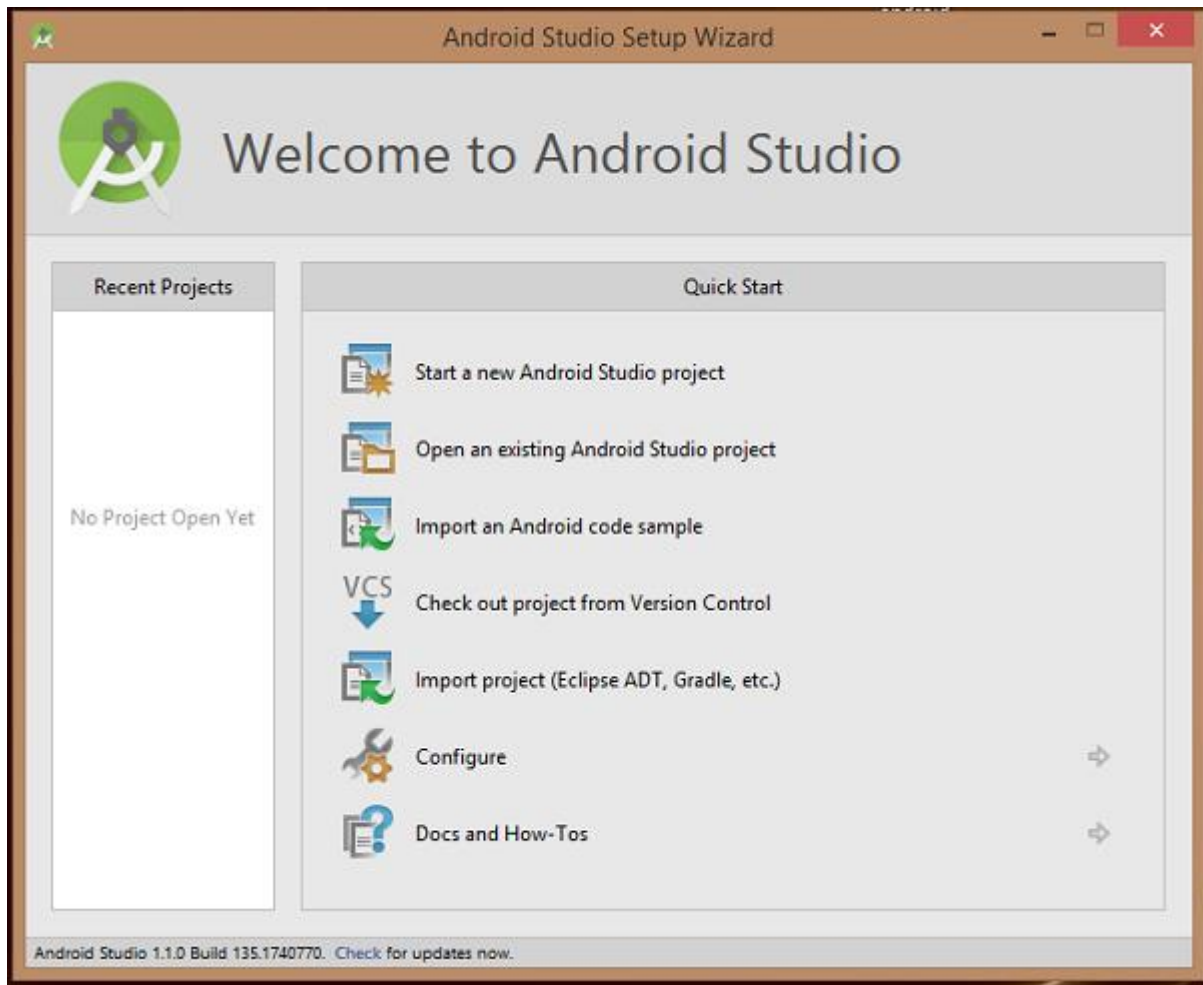 Android Studio Setup Wizard
Welcome to Android Studio
Recent Projects
No Project Open Yet
Quick Start
Start a new Android Studio project
Open an existing Android Studio project
Import an Android code sample
VCS
Check out project from Version Control
Import project (Eclipse ADT, Gradle, etc.)
Configure
Docs and How-Tos
Android Studio 1.1.0 Build 135.1740770. Check for updates now.